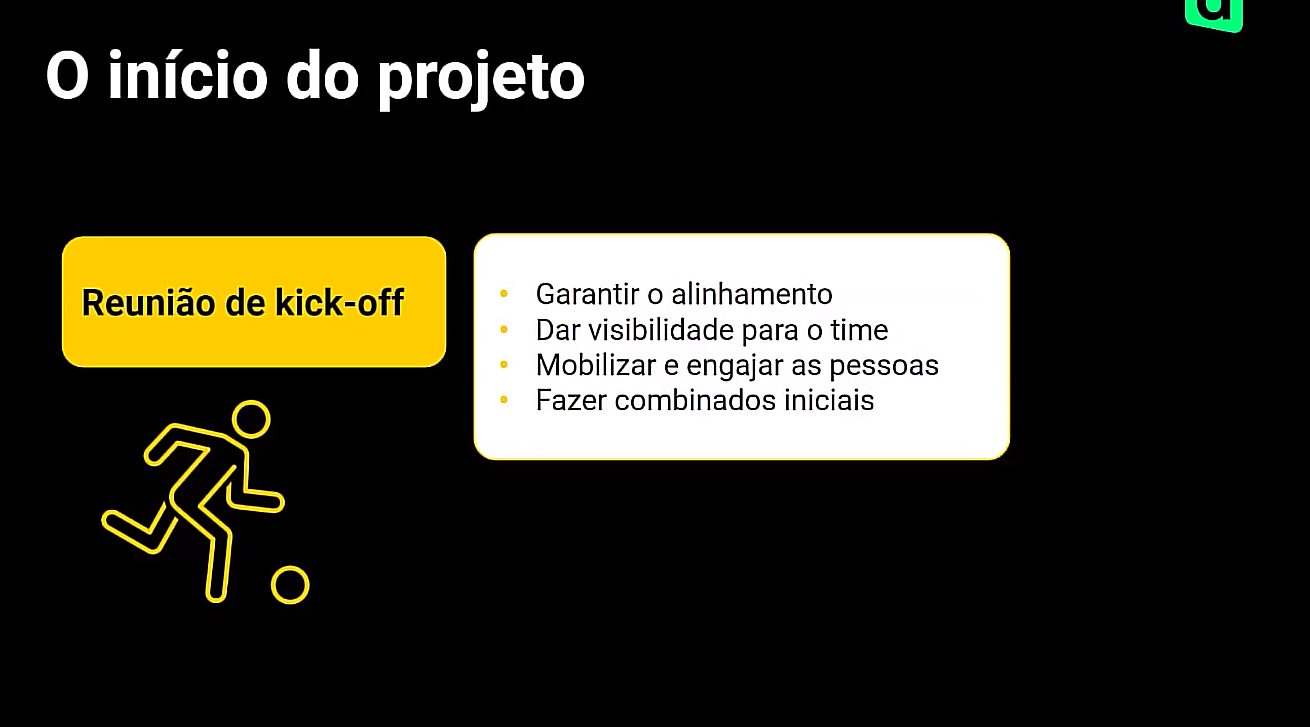 O início do projeto
Reunião de kick-off
Garantir o alinhamento
Dar visibilidade para o time
Mobilizar e engajar as pessoas
Fazer combinados iniciais